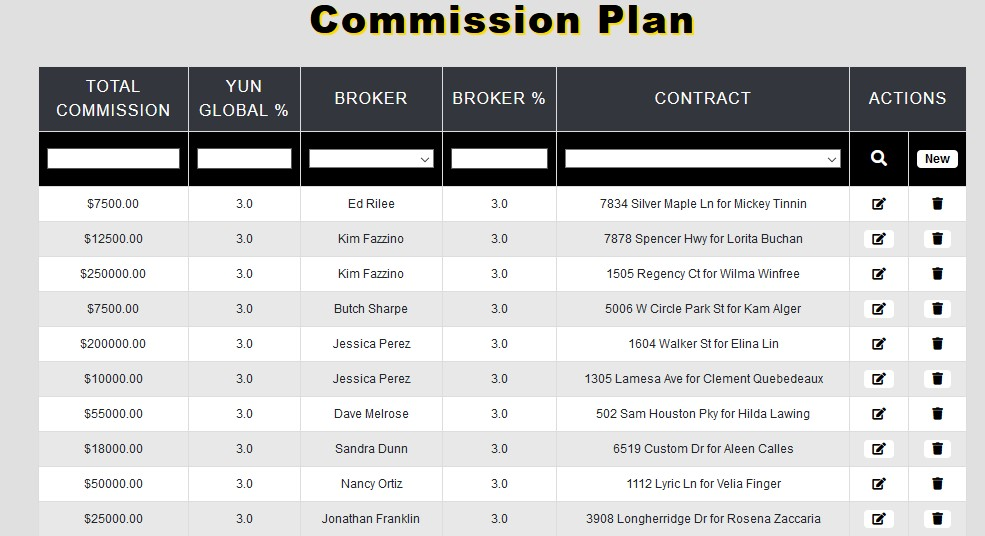 Commission Plan
TOTAL COMMISSION YUN GLOBAL % BROKER BROKER % CONTRACT ACTIONS
New
$7500.00 3.0 Ed Rilee 3.0 7834 Silver Maple Ln for Mickey Tinnin
$12500.00 3.0 Kim Fazzino 3.0 7878 Spencer Hwy for Lorita Buchan
$250000.00 3.0 Kim Fazzino 3.0 1505 Regency Ct for Wilma Winfree
$7500.00 3.0 Butch Sharpe 3.0 5006 W Circle Park St for Kam Alger
$200000.00 3.0 Jessica Perez 3.0 1604 Walker St for Elina Lin
$10000.00 3.0 Jessica Perez 3.0 1305 Lamesa Ave for Clement Quebedeaux
$55000.00 3.0 Dave Melrose 3.0 502 Sam Houston Pky for Hilda Lawing
$18000.00 3.0 Sandra Dunn 3.0 6519 Custom Dr for Aleen Calles
$50000.00 3.0 Nancy Ortiz 3.0 1112 Lyric Ln for Velia Finger
$25000.00 3.0 Jonathan Franklin 3.0 3908 Longherridge Dr for Rosena Zaccaria